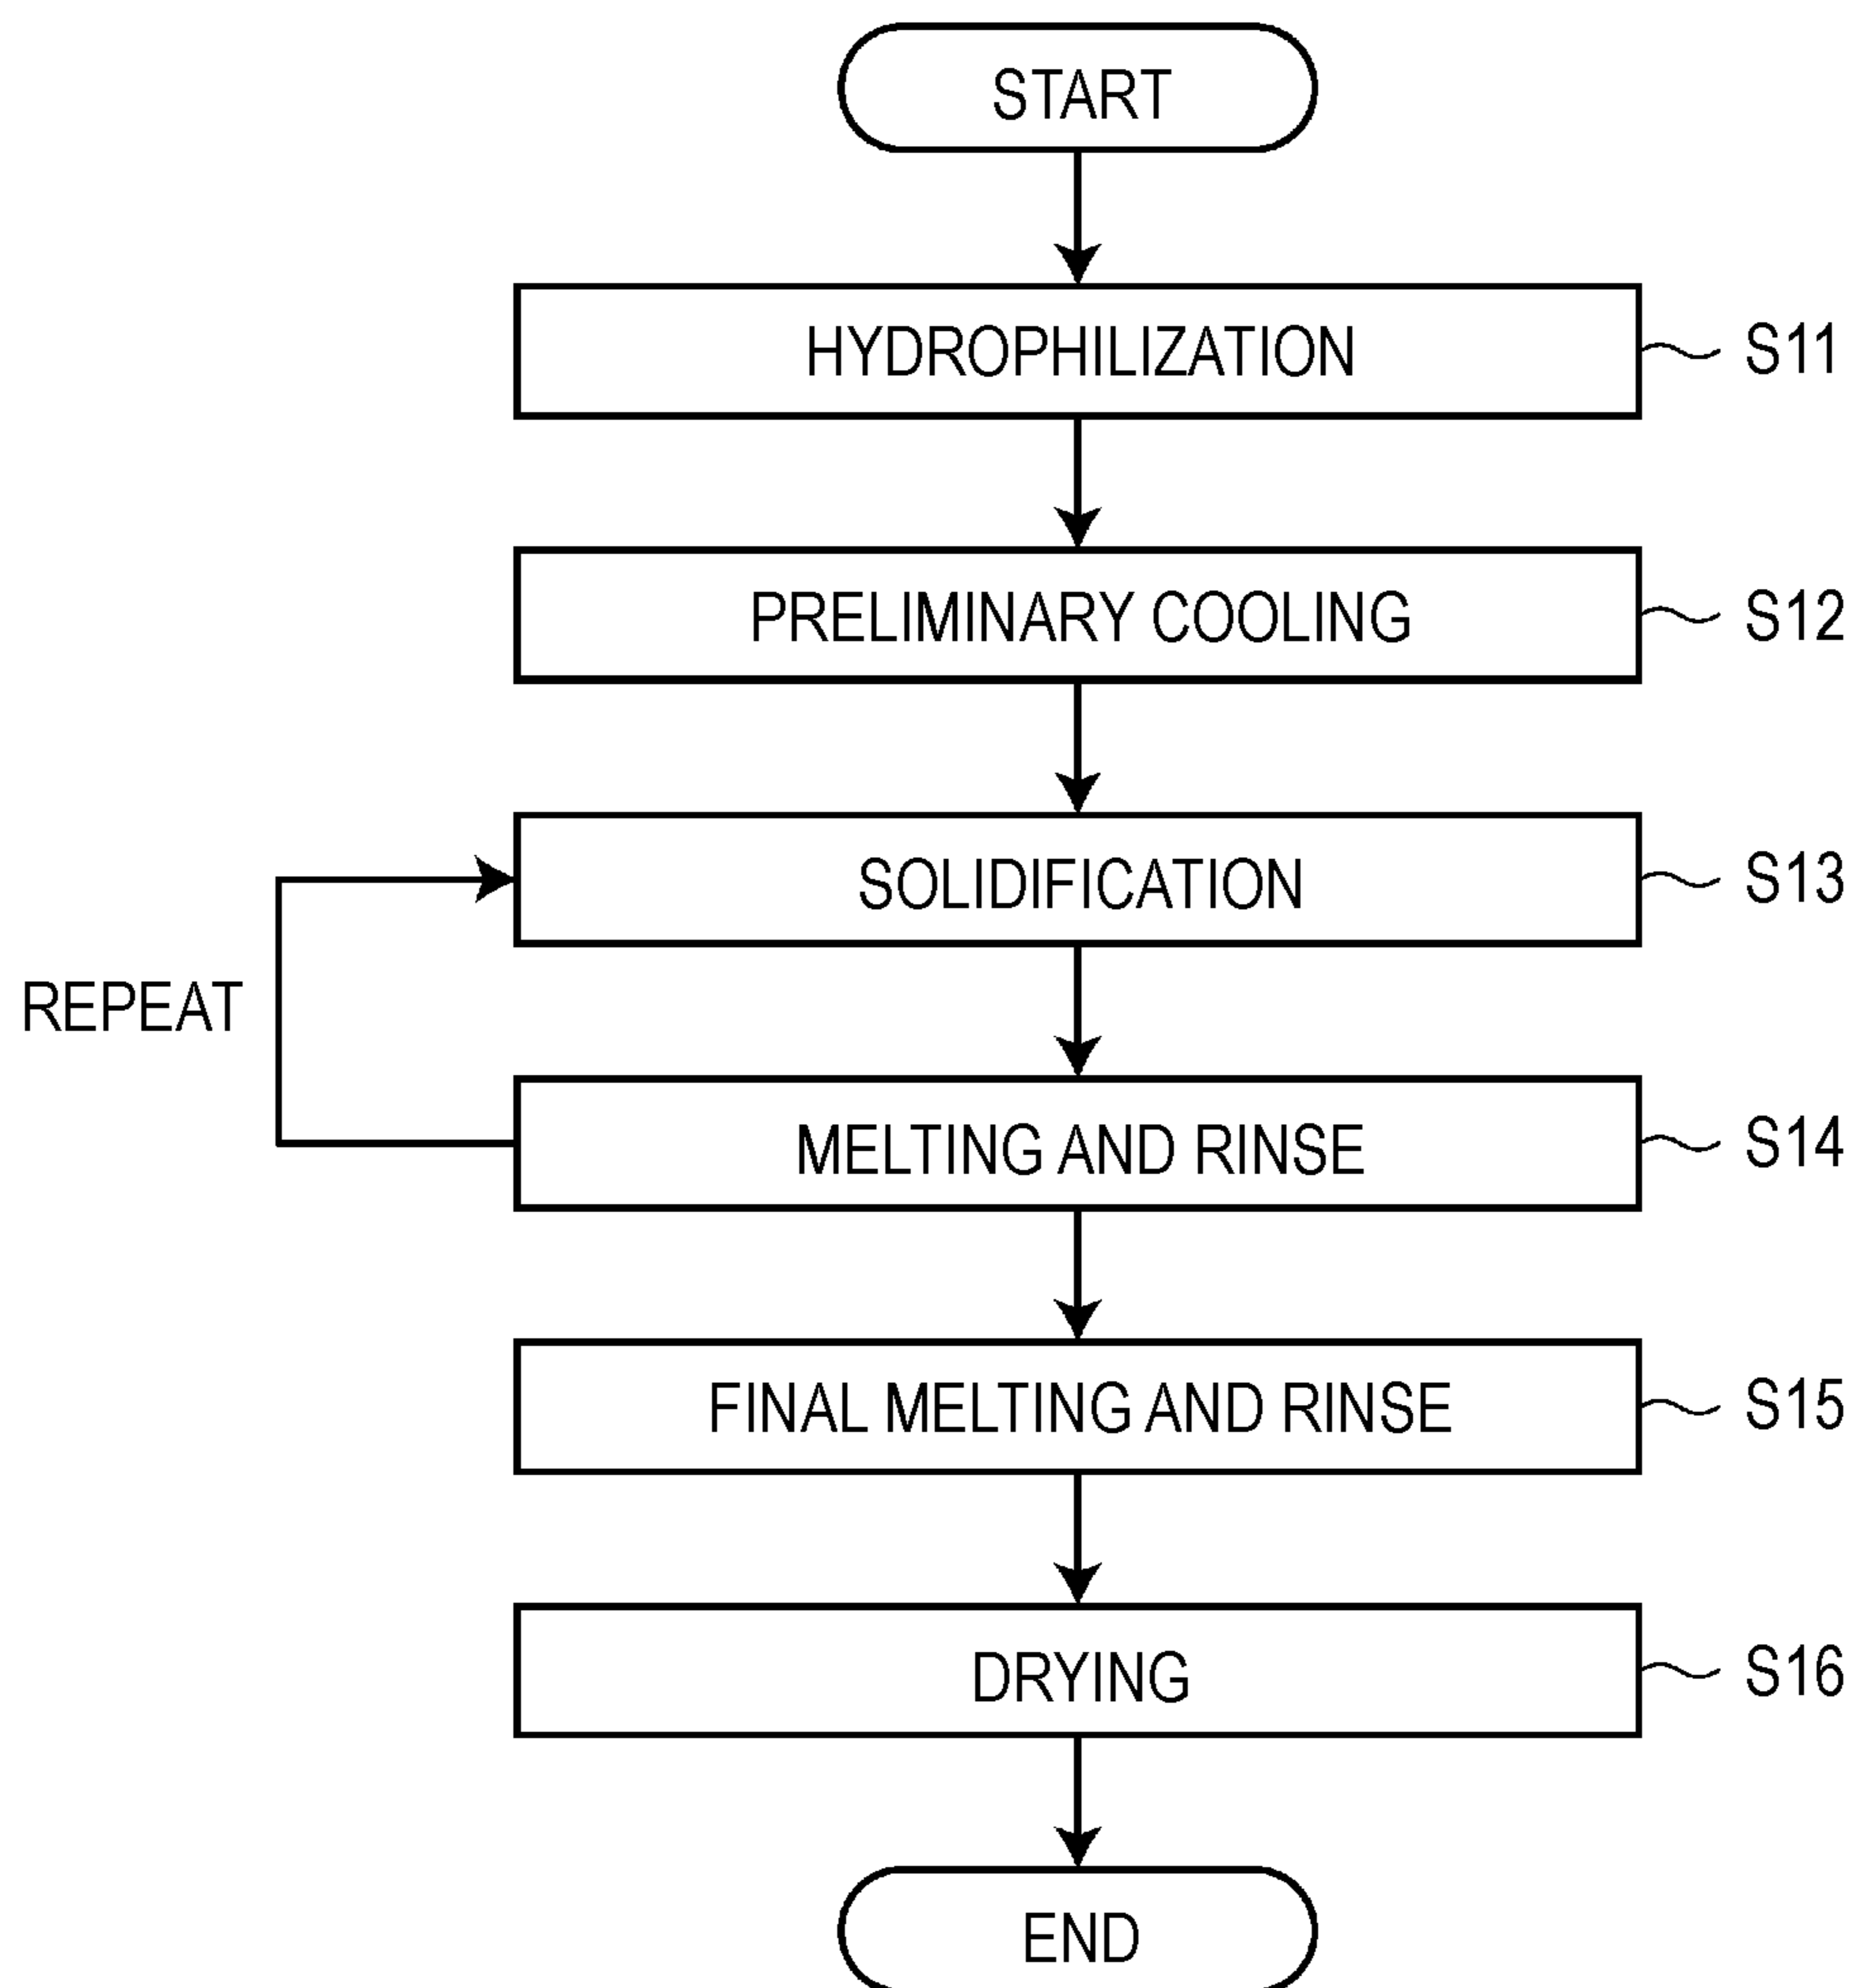 START
HYDROPHILIZATION S11
PRELIMINARY COOLING S12
SOLIDIFICATION S13
REPEAT
MELTING AND RINSE S14
FINAL MELTING AND RINSE S15
DRYING S16
END